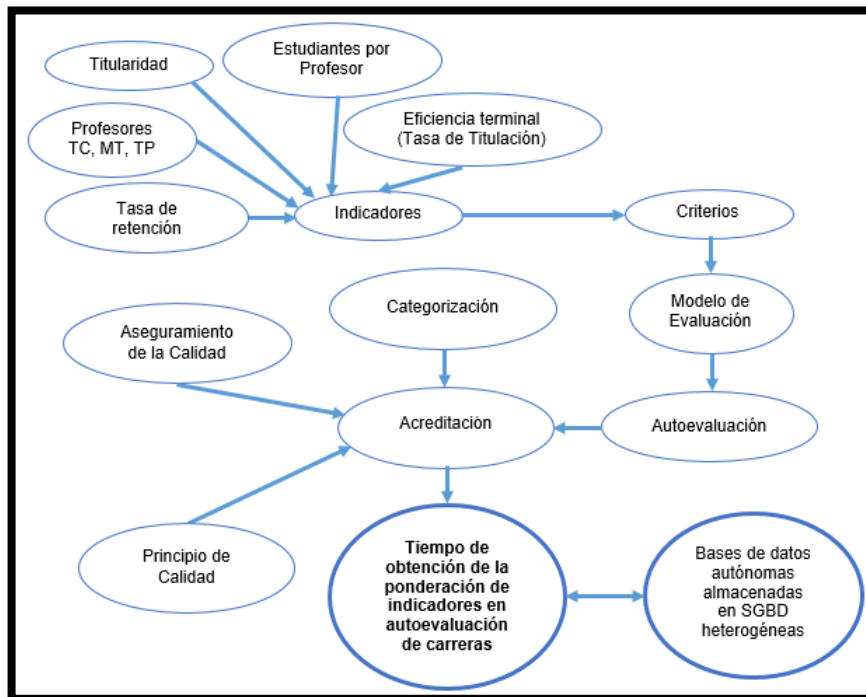 Estudiantes por
Profesor
Titularidad
Eficiencia terminal
(Tasa de Titulación)
Profesores
TC, MT, TP
Tasa de
retención
Indicadores
Criterios
Categorización
Modelo de
Evaluación
Aseguramiento
de la Calidad
Acreditación
Autoevaluación
Principio de
Calidad
Tiempo de
obtención de la
ponderación de
indicadores en
autoevaluación
de carreras
Bases de datos
autónomas
almacenadas
en SGBD
heterogéneas